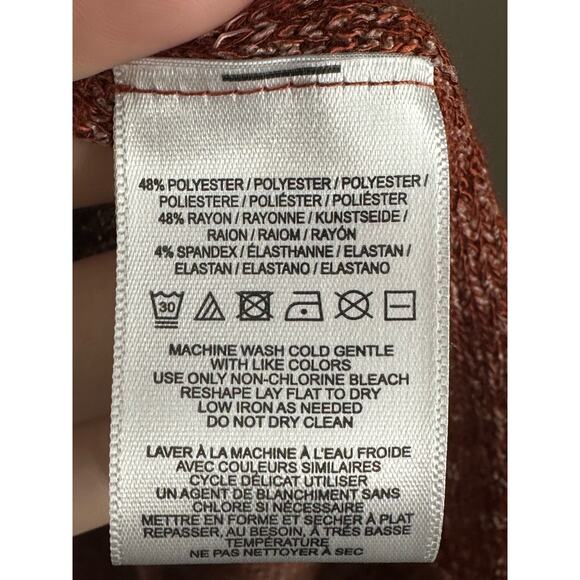 48% POLYESTER / POLYESTER / POLYESTER /
POLIESTERE / POLIÉSTER / POLIÉSTER
48% RAYON / RAYONNE / KUNSTSEIDE /
RAION / RAIOM / RAYÓN
4% SPANDEX / ÉLASTHANNE / ELASTAN /
ELASTAN / ELASTANO / ELASTANO
30
MACHINE WASH COLD GENTLE
WITH LIKE COLORS
USE ONLY NON-CHLORINE BLEACH
RESHAPE LAY FLAT TO DRY
LOW IRON AS NEEDED
DO NOT DRY CLEAN
LAVER À LA MACHINE À L'EAU FROIDE
AVEC COULEURS SIMILAIRES
CYCLE DÉLICAT UTILISER
UN AGENT DE BLANCHIMENT SANS
CHLORE SI NÉCESSAIRE
METTRE EN FORME ET SÉCHER À PLAT
REPASSER, AU BESOIN, À TRÉS BASSE
TEMPÉRATURE
NE PAS NETTOYER À SEC